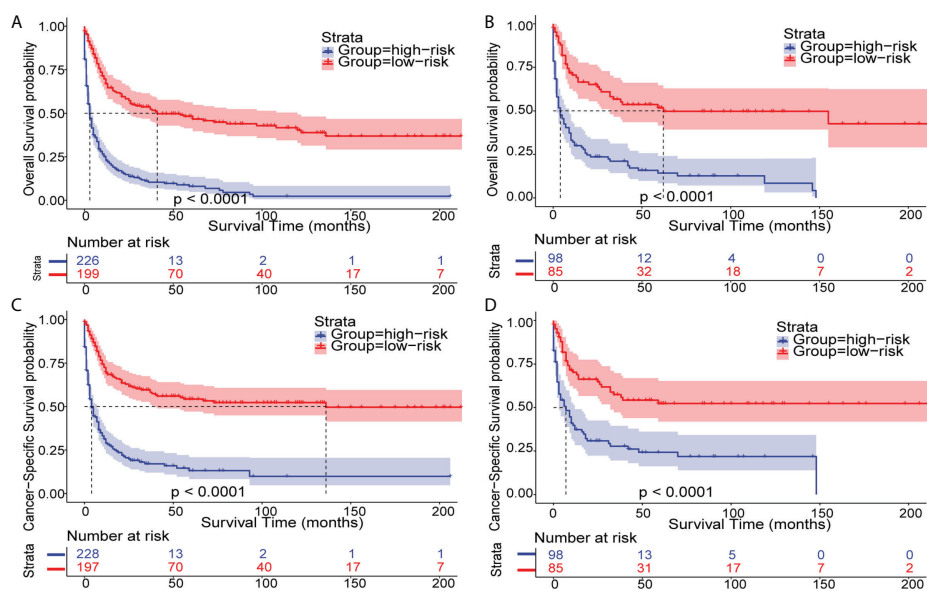 A
Strata
Group=high-risk
Group=low-risk
Overall Survival probability
1.00
0.75
0.50
0.25
0.00
p < 0.0001
0 50 100 150 200
Survival Time (months)
Number at risk
Strata
226 13 2 1 1
199 70 40 17 7
0 50 100 150 200
B
Strata
Group=high-risk
Group=low-risk
Overall Survival probability
1.00
0.75
0.50
0.25
0.00
p < 0.0001
0 50 100 150 200
Survival Time (months)
Number at risk
Strata
98 12 4 0 0
85 32 18 7 2
0 50 100 150 200
C
Strata
Group=high-risk
Group=low-risk
Cancer-Specific Survival probability
1.00
0.75
0.50
0.25
0.00
p < 0.0001
0 50 100 150 200
Survival Time (months)
Number at risk
Strata
228 13 2 1 1
197 70 40 17 7
0 50 100 150 200
D
Strata
Group=high-risk
Group=low-risk
Cancer-Specific Survival probability
1.00
0.75
0.50
0.25
0.00
p < 0.0001
0 50 100 150 200
Survival Time (months)
Number at risk
Strata
98 13 5 0 0
85 31 17 7 2
0 50 100 150 200